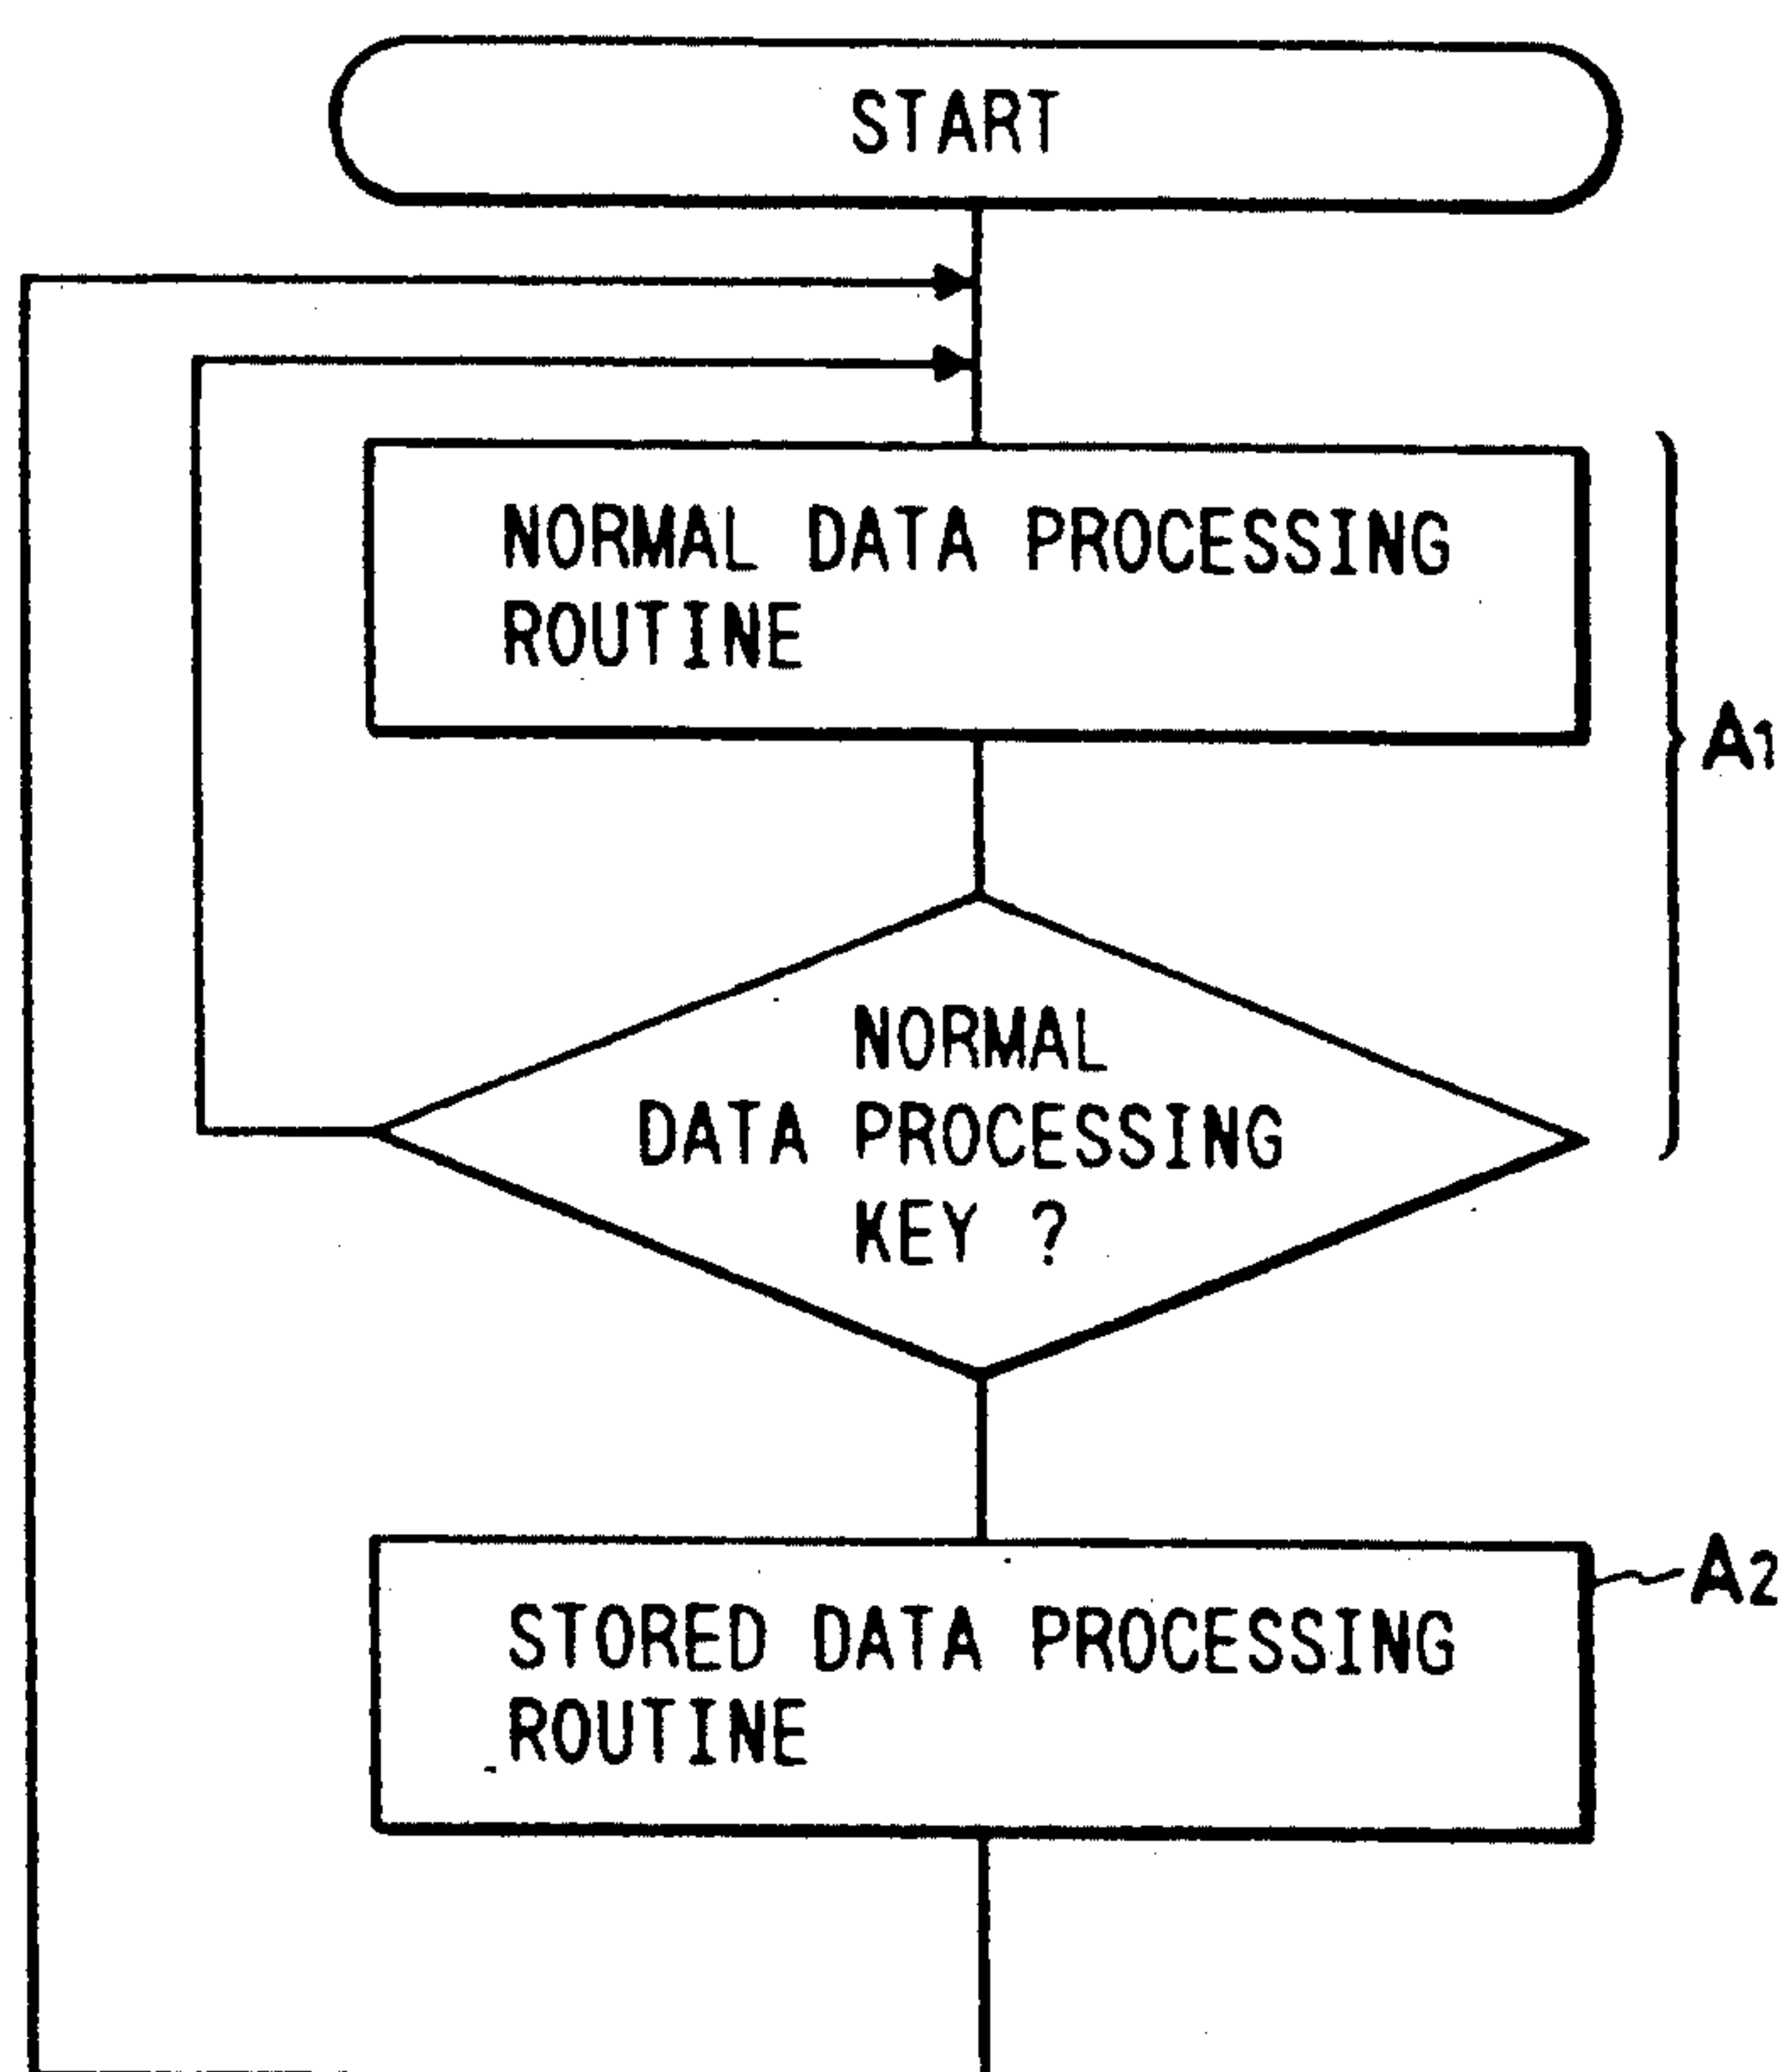 START
NORMAL DATA PROCESSING
ROUTINE
A1
NORMAL
DATA PROCESSING
KEY ?
STORED DATA PROCESSING
ROUTINE
A2